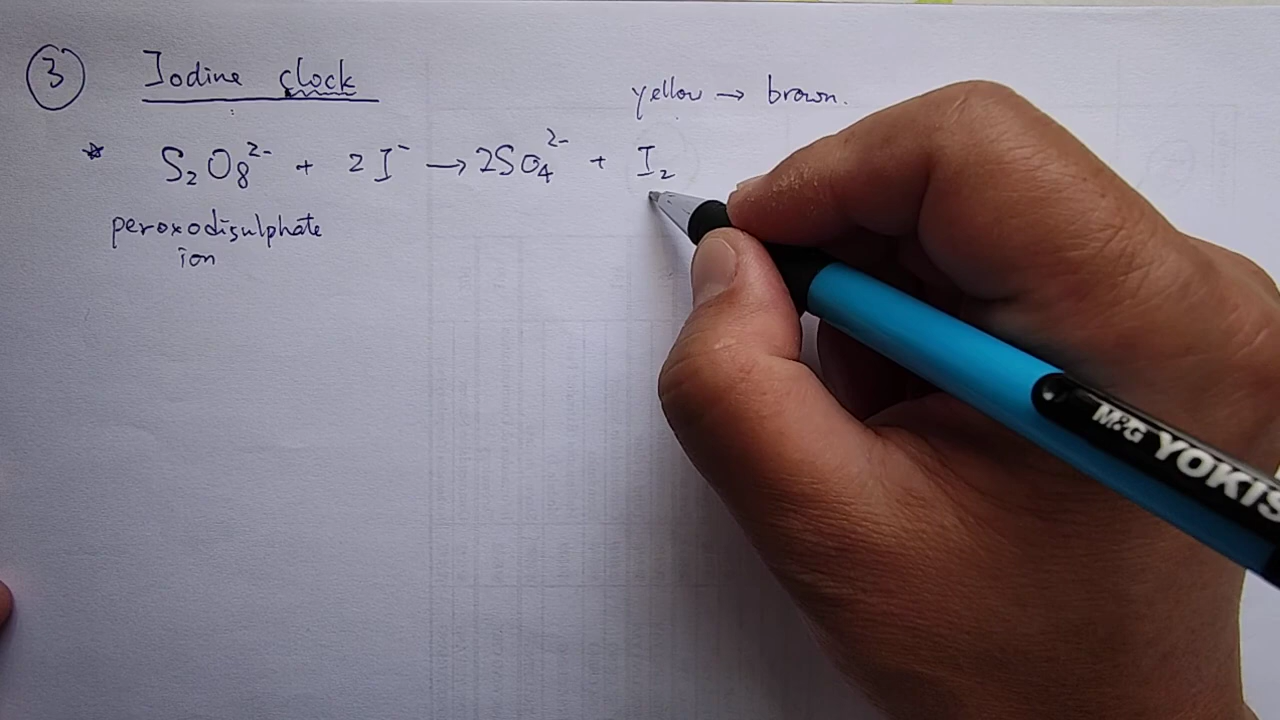 ③ Iodine clock
yellow → brown.
* S₂O₈²⁻ + 2I⁻ → 2SO₄²⁻ + I₂
peroxodisulphate
ion
M&G YOKIS